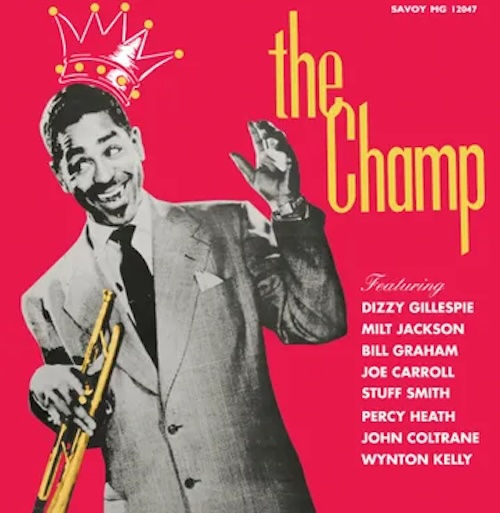 SAVOY MG 12047
the
Champ
Featuring
DIZZY GILLESPIE
MILT JACKSON
BILL GRAHAM
JOE CARROLL
STUFF SMITH
PERCY HEATH
JOHN COLTRANE
WYNTON KELLY